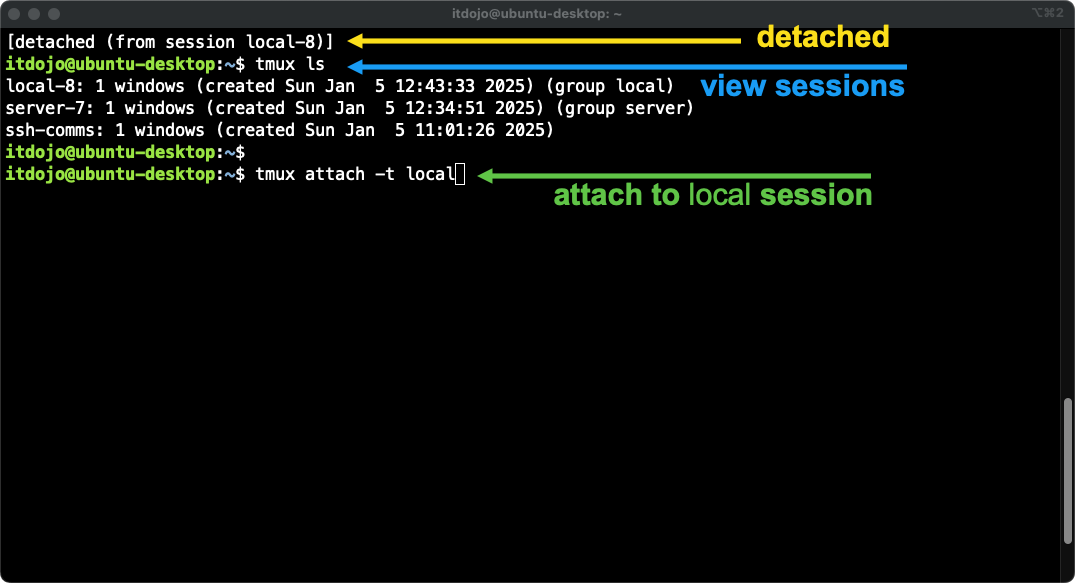 itdojo@ubuntu-desktop: ~
⌥⌘2
[detached (from session local-8)]
detached
itdojo@ubuntu-desktop:~$ tmux ls
local-8: 1 windows (created Sun Jan  5 12:43:33 2025) (group local)
view sessions
server-7: 1 windows (created Sun Jan  5 12:34:51 2025) (group server)
ssh-comms: 1 windows (created Sun Jan  5 11:01:26 2025)
itdojo@ubuntu-desktop:~$
itdojo@ubuntu-desktop:~$ tmux attach -t local
attach to local session